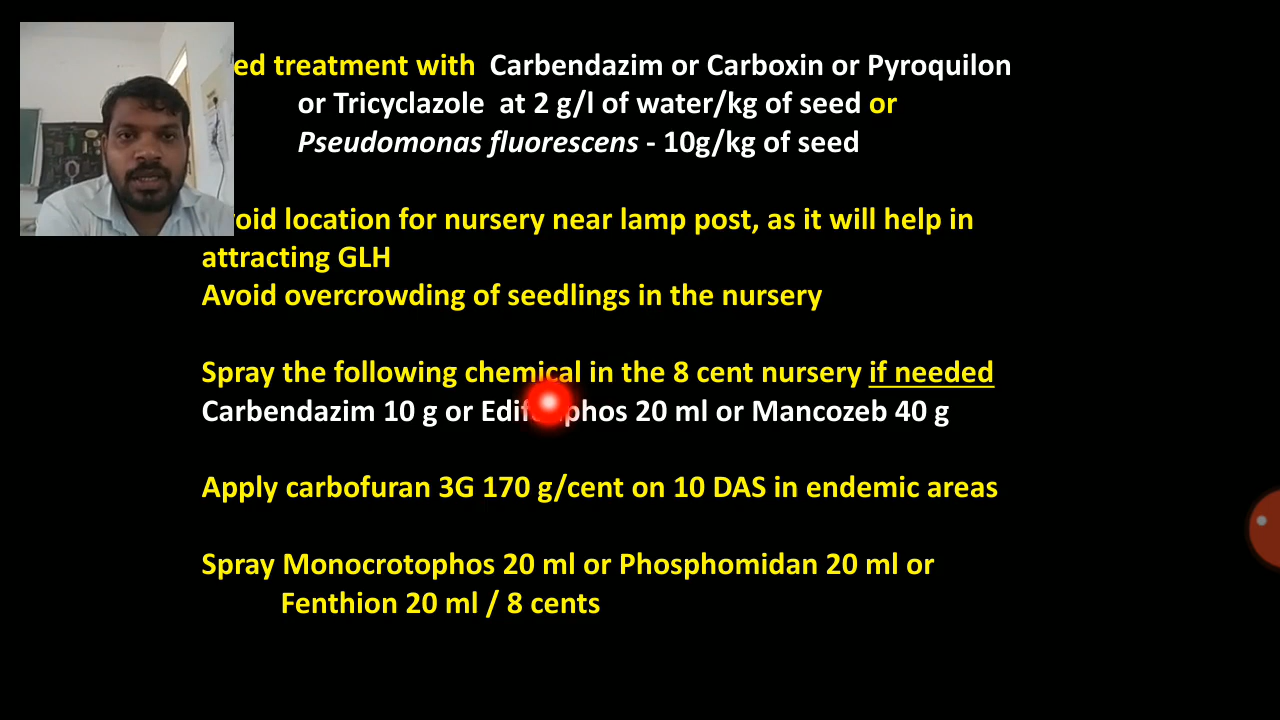 ed treatment with Carbendazim or Carboxin or Pyroquilon
or Tricyclazole at 2 g/l of water/kg of seed or
Pseudomonas fluorescens - 10g/kg of seed
void location for nursery near lamp post, as it will help in
attracting GLH
Avoid overcrowding of seedlings in the nursery
Spray the following chemical in the 8 cent nursery if needed
Carbendazim 10 g or 20 ml or Mancozeb 40 g
Apply carbofuran 3G 170 g/cent on 10 DAS in endemic areas
Spray Monocrotophos 20 ml or Phosphomidan 20 ml or
Fenthion 20 ml / 8 cents